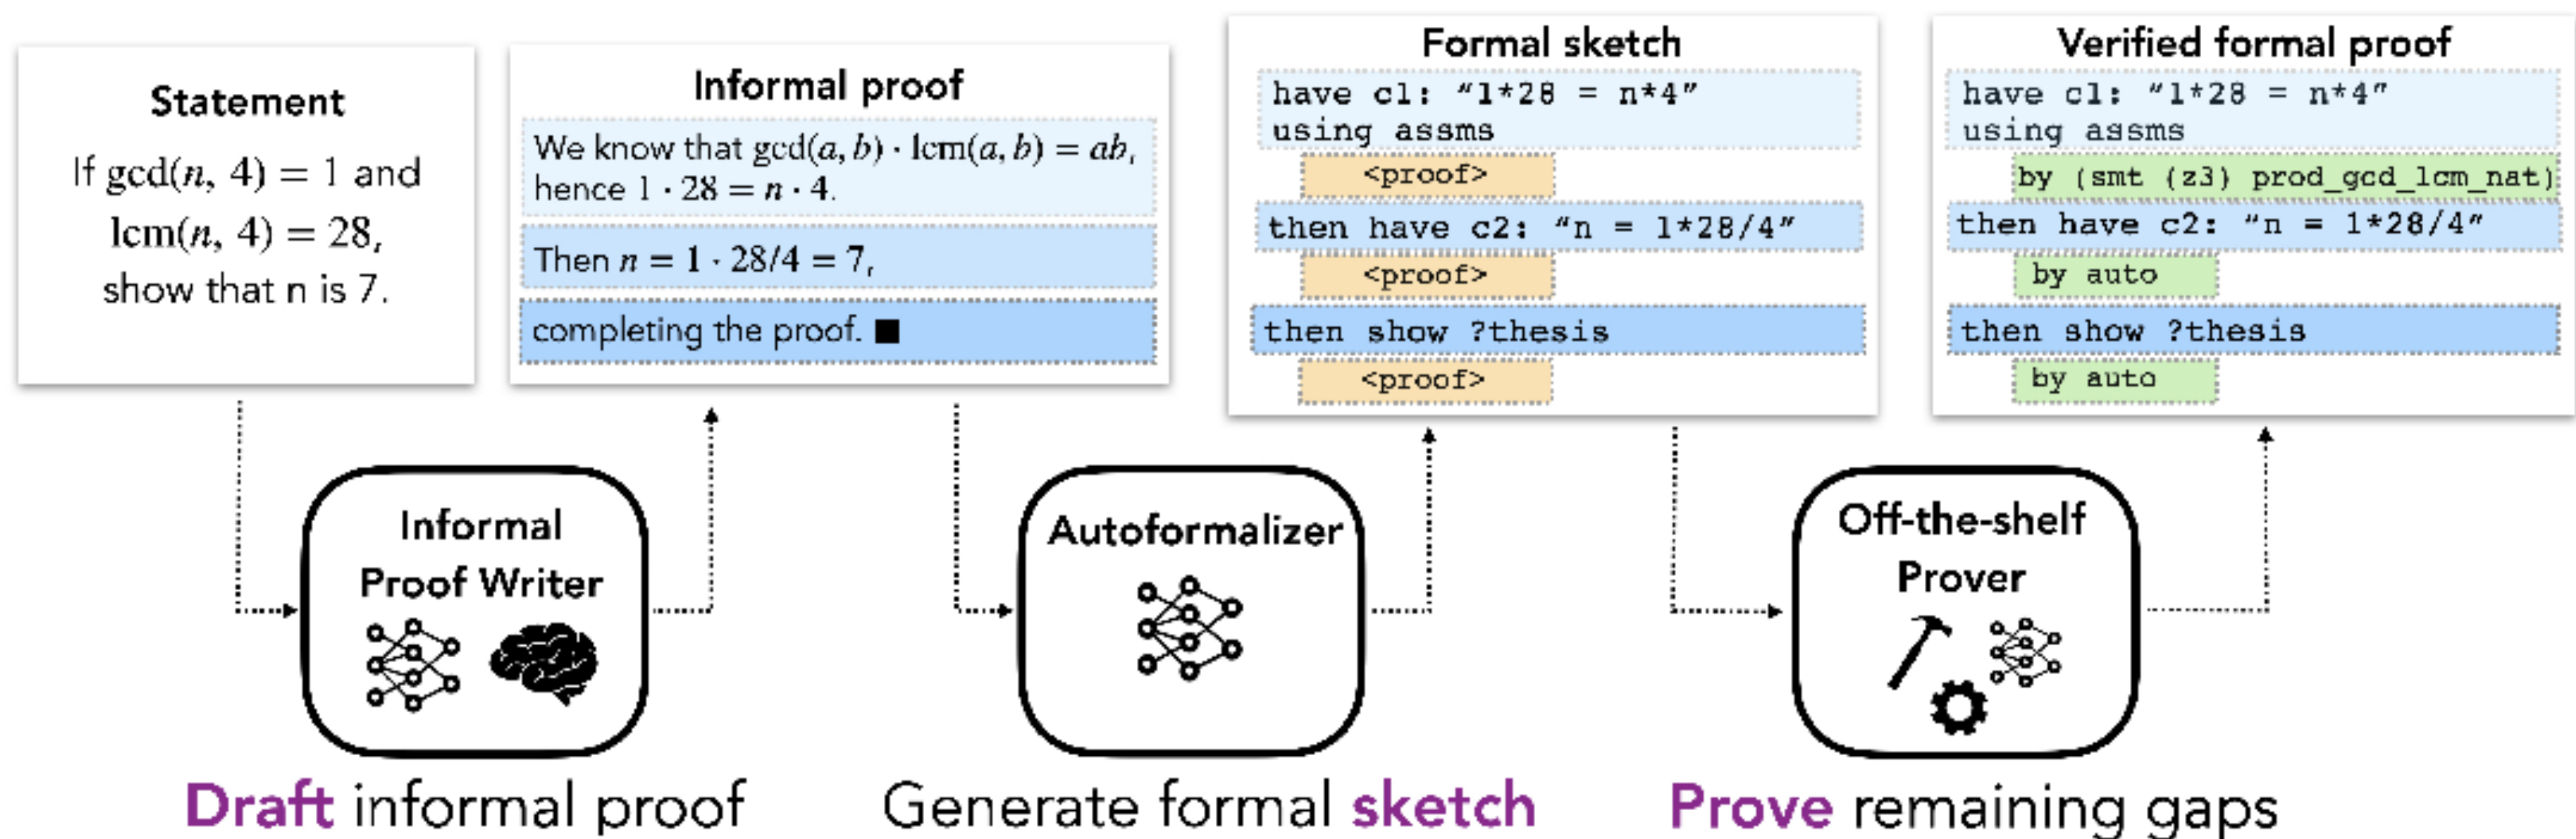 Statement
If gcd(n, 4) = 1 and
lcm(n, 4) = 28,
show that n is 7.
Informal proof
We know that gcd(a, b) · lcm(a, b) = ab,
hence 1 · 28 = n · 4.
Then n = 1 · 28/4 = 7,
completing the proof. ■
Formal sketch
have c1: “1*28 = n*4”
using assms
<proof>
then have c2: “n = 1*28/4”
<proof>
then show ?thesis
<proof>
Verified formal proof
have c1: “1*28 = n*4”
using assms
by (smt (z3) prod_gcd_lcm_nat)
then have c2: “n = 1*28/4”
by auto
then show ?thesis
by auto
Informal
Proof Writer
Autoformalizer
Off-the-shelf
Prover
Draft informal proof
Generate formal sketch
Prove remaining gaps